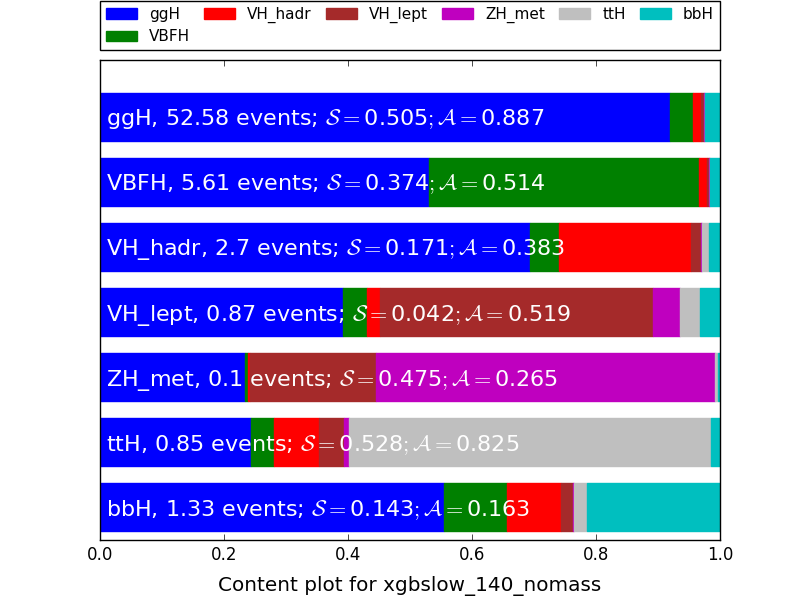 ggH VH_hadr VH_lept ZH_met ttH bbH
VBFH
ggH, 52.58 events; 𝒮 = 0.505; 𝒜 = 0.887
VBFH, 5.61 events; 𝒮 = 0.374; 𝒜 = 0.514
VH_hadr, 2.7 events; 𝒮 = 0.171; 𝒜 = 0.383
VH_lept, 0.87 events; 𝒮 = 0.042; 𝒜 = 0.519
ZH_met, 0.1 events; 𝒮 = 0.475; 𝒜 = 0.265
ttH, 0.85 events; 𝒮 = 0.528; 𝒜 = 0.825
bbH, 1.33 events; 𝒮 = 0.143; 𝒜 = 0.163
0.0 0.2 0.4 0.6 0.8 1.0
Content plot for xgbslow_140_nomass